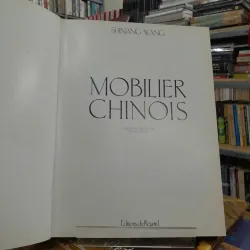 SHIXIANG WANG
MOBILIER
CHINOIS
Editions du Regard